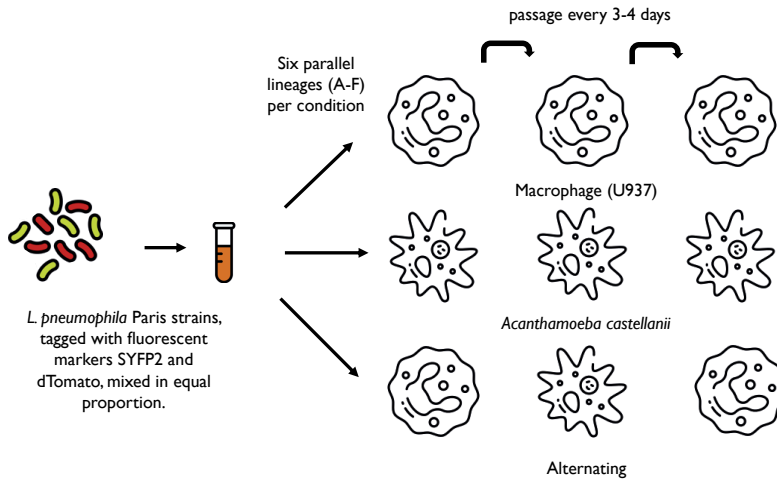 passage every 3-4 days
Six parallel
lineages (A-F)
per condition
Macrophage (U937)
L. pneumophila Paris strains,
tagged with fluorescent
markers SYFP2 and
dTomato, mixed in equal
proportion.
Acanthamoeba castellanii
Alternating